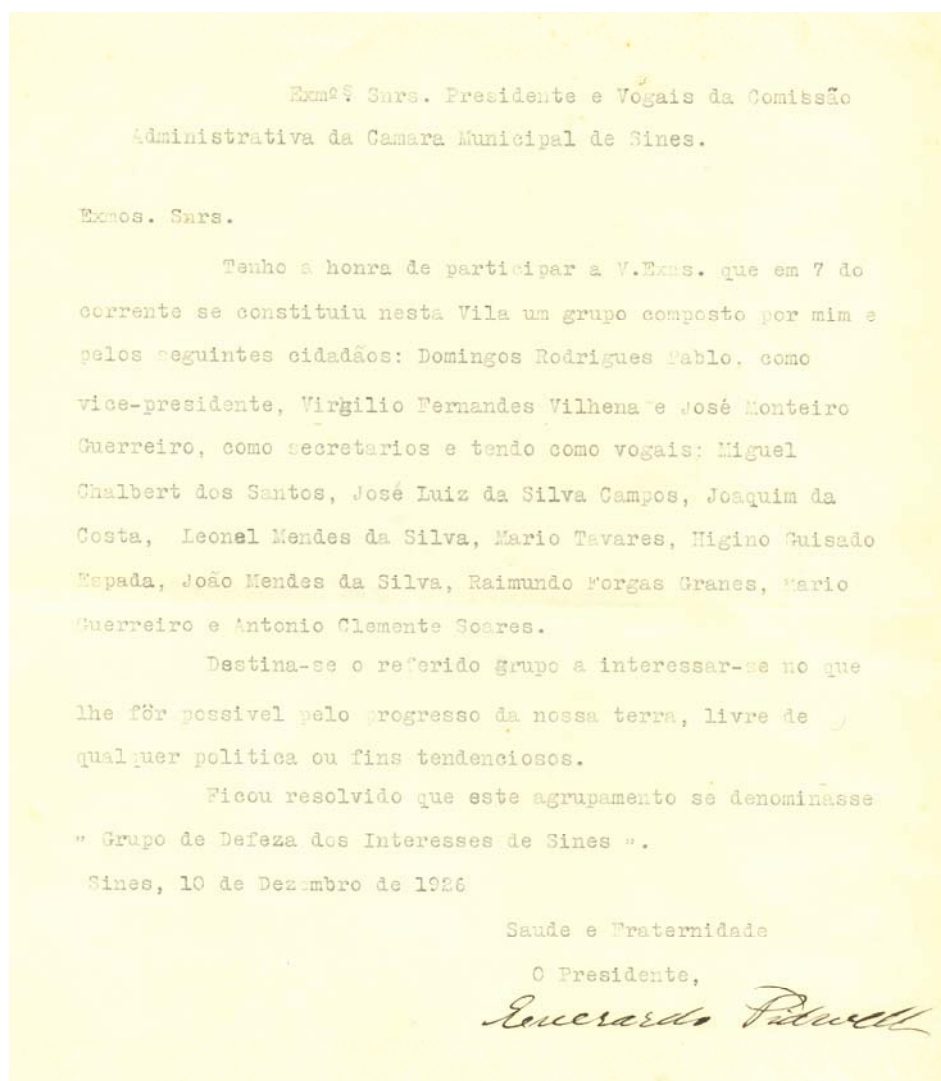 Exmºs Snrs. Presidente e Vogais da Comissão
Administrativa da Camara Municipal de Sines.
Exmos. Snrs.
Tenho a honra de participar a V.Exas. que em 7 do
corrente se constituiu nesta Vila um grupo composto por mim e
pelos seguintes cidadãos: Domingos Rodrigues Pablo, como
vice-presidente, Virgilio Fernandes Vilhena e José Monteiro
Guerreiro, como secretarios e tendo como vogais: Miguel
Chalbert dos Santos, José Luiz da Silva Campos, Joaquim da
Costa, Leonel Mendes da Silva, Mario Tavares, Higino Guisado
Espada, João Mendes da Silva, Raimundo Forgas Granes, Mario
Guerreiro e Antonio Clemente Soares.
Destina-se o referido grupo a interessar-se no que
lhe fôr possivel pelo progresso da nossa terra, livre de
qualquer politica ou fins tendenciosos.
Ficou resolvido que este agrupamento se denominasse
" Grupo de Defeza dos Interesses de Sines ".
Sines, 10 de Dezembro de 1926
Saude e Fraternidade
O Presidente,
Everardo Pidwell